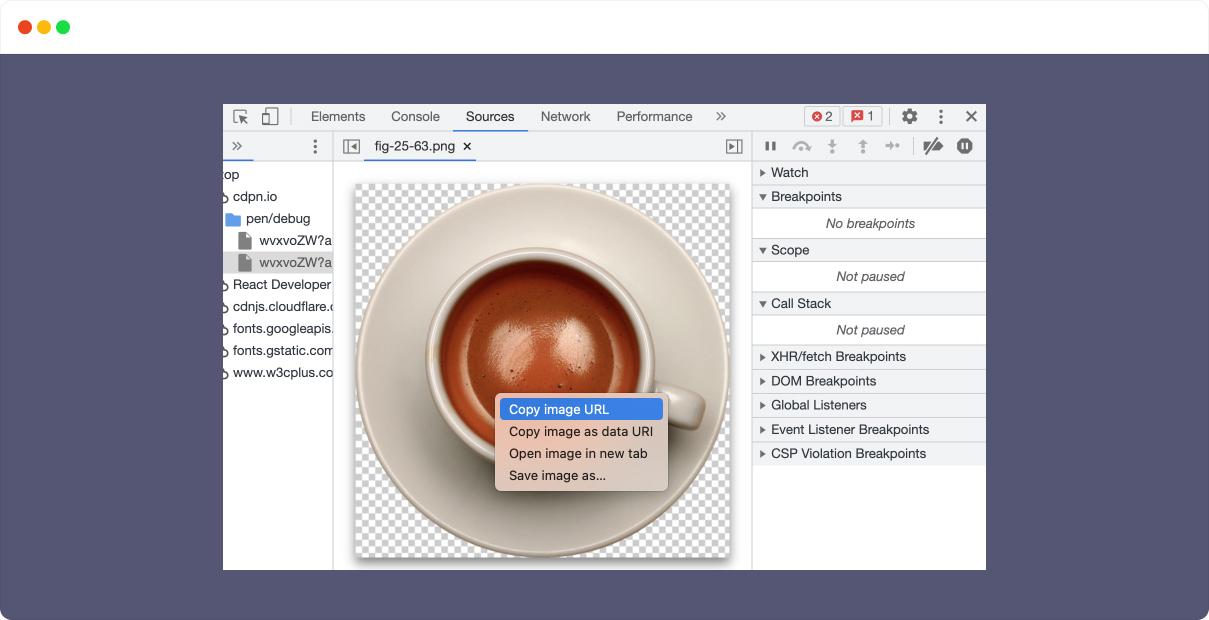 Elements Console Sources Network Performance » 2 1
» fig-25-63.png ×
top
cdpn.io
pen/debug
wvxvoZW?a
wvxvoZW?a
React Developer
cdnjs.cloudflare.c
fonts.googleapis.
fonts.gstatic.com
www.w3cplus.co
Copy image URL
Copy image as data URI
Open image in new tab
Save image as...
Watch
Breakpoints
No breakpoints
Scope
Not paused
Call Stack
Not paused
XHR/fetch Breakpoints
DOM Breakpoints
Global Listeners
Event Listener Breakpoints
CSP Violation Breakpoints